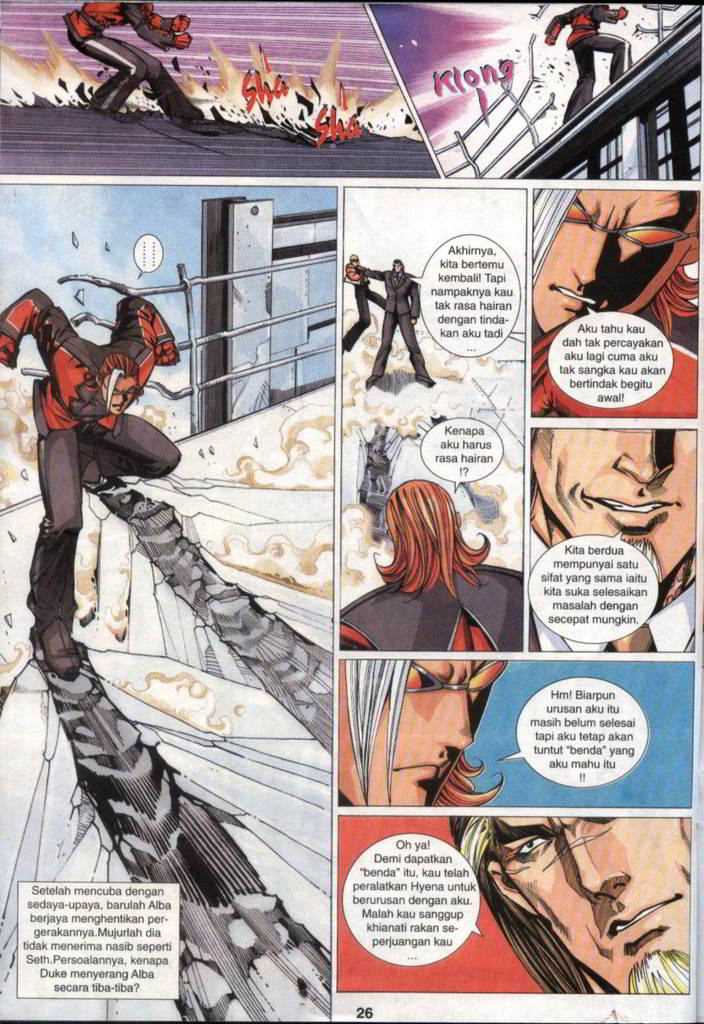 Sha
Sha
Klong
......
Akhirnya,
kita bertemu
kembali! Tapi
nampaknya kau
tak rasa hairan
dengan tinda-
kan aku tadi
...
Aku tahu kau
dah tak percayakan
aku lagi cuma aku
tak sangka kau akan
bertindak begitu
awal!
Kenapa
aku harus
rasa hairan
!?
Kita berdua
mempunyai satu
sifat yang sama iaitu
kita suka selesaikan
masalah dengan
secepat mungkin.
Hm! Biarpun
urusan aku itu
masih belum selesai
tapi aku tetap akan
tuntut "benda" yang
aku mahu itu
!!
Oh ya!
Demi dapatkan
"benda" itu, kau telah
peralatkan Hyena untuk
berurusan dengan aku.
Malah kau sanggup
khianati rakan se-
perjuangan kau
...
Setelah mencuba dengan
sedaya-upaya, barulah Alba
berjaya menghentikan per-
gerakannya.Mujurlah dia
tidak menerima nasib seperti
Seth.Persoalannya, kenapa
Duke menyerang Alba
secara tiba-tiba?
26